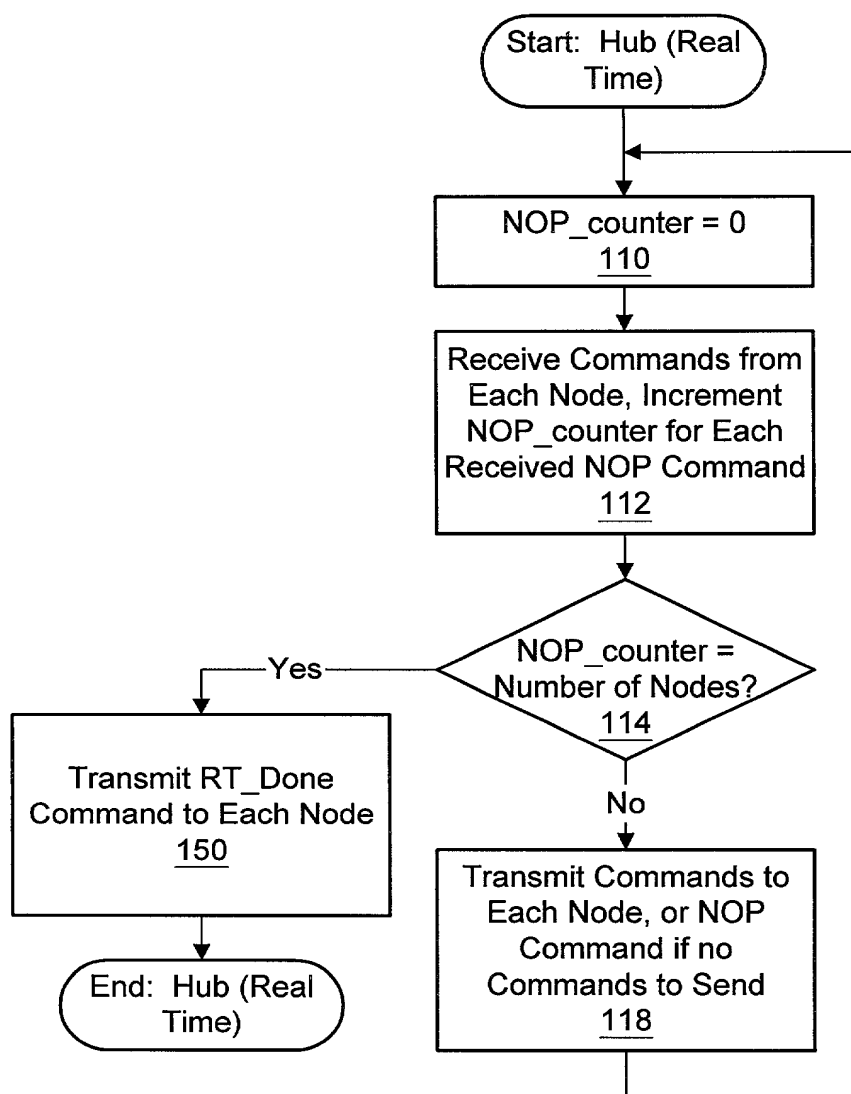 Start:  Hub (Real
Time)
NOP_counter = 0
110
Receive Commands from
Each Node, Increment
NOP_counter for Each
Received NOP Command
112
NOP_counter =
Number of Nodes?
114
Yes
No
Transmit RT_Done
Command to Each Node
150
End:  Hub (Real
Time)
Transmit Commands to
Each Node, or NOP
Command if no
Commands to Send
118